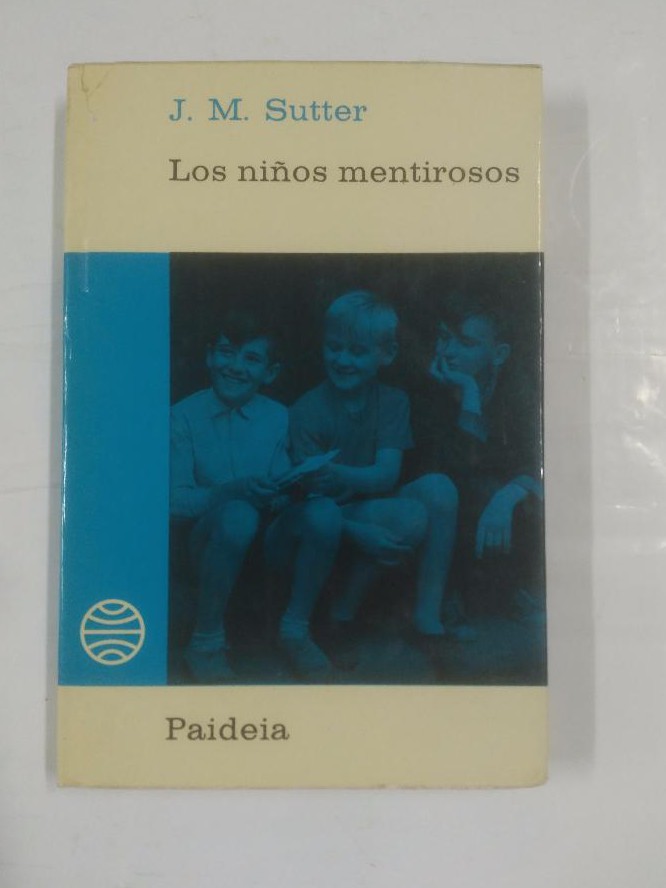 J. M. Sutter
Los niños mentirosos
Paideia